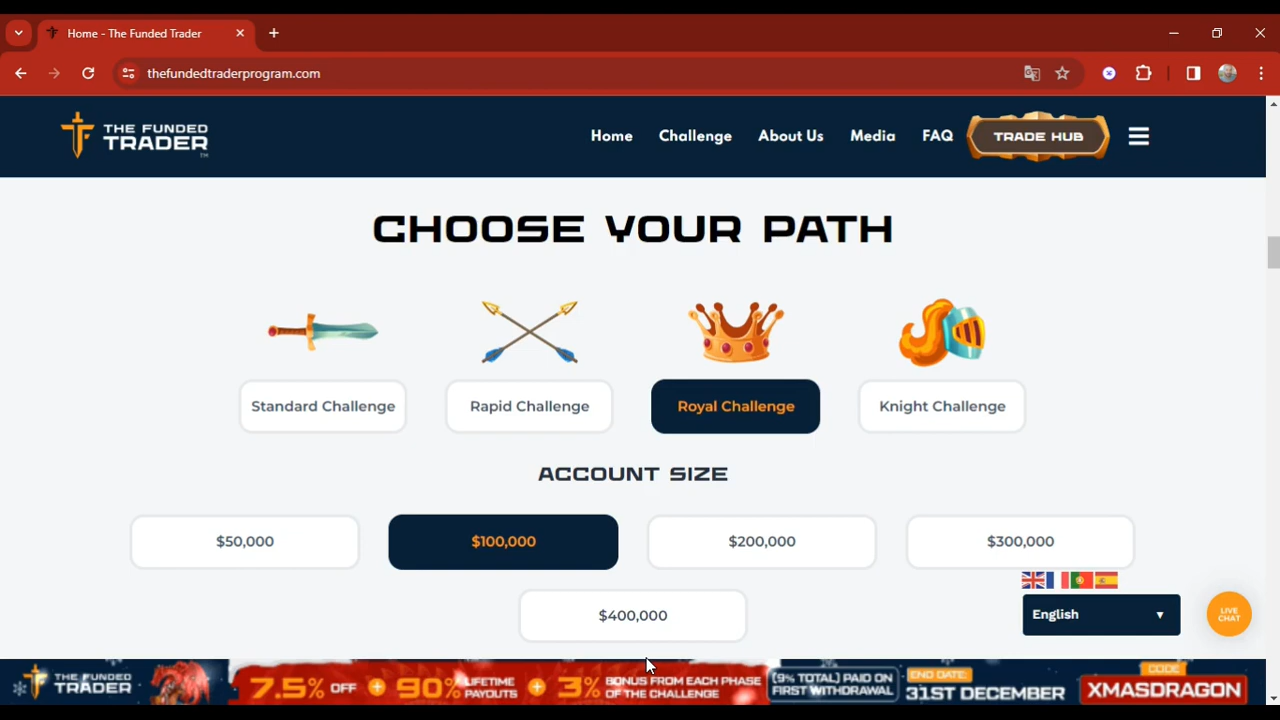 Home - The Funded Trader
thefundedtraderprogram.com
THE FUNDED
TRADER
Home Challenge About Us Media FAQ TRADE HUB
CHOOSE YOUR PATH
Standard Challenge Rapid Challenge Royal Challenge Knight Challenge
ACCOUNT SIZE
$50,000 $100,000 $200,000 $300,000
$400,000
English
LIVE
CHAT
THE FUNDED
TRADER
7.5% OFF + 90% LIFETIME
PAYOUTS + 3% BONUS FROM EACH PHASE
OF THE CHALLENGE
(9% TOTAL) PAID ON
FIRST WITHDRAWAL
END DATE:
31ST DECEMBER
CODE
XMASDRAGON